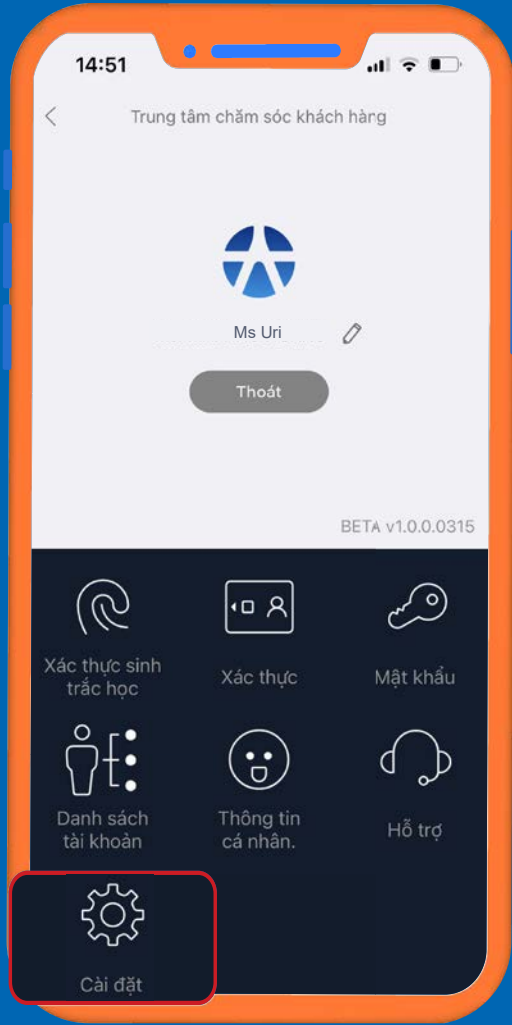 14:51
Trung tâm chăm sóc khách hàng
Ms Uri
Thoát
BETA v1.0.0.0315
Xác thực sinh
trắc học
Xác thực
Mật khẩu
Danh sách
tài khoản
Thông tin
cá nhân.
Hỗ trợ
Cài đặt